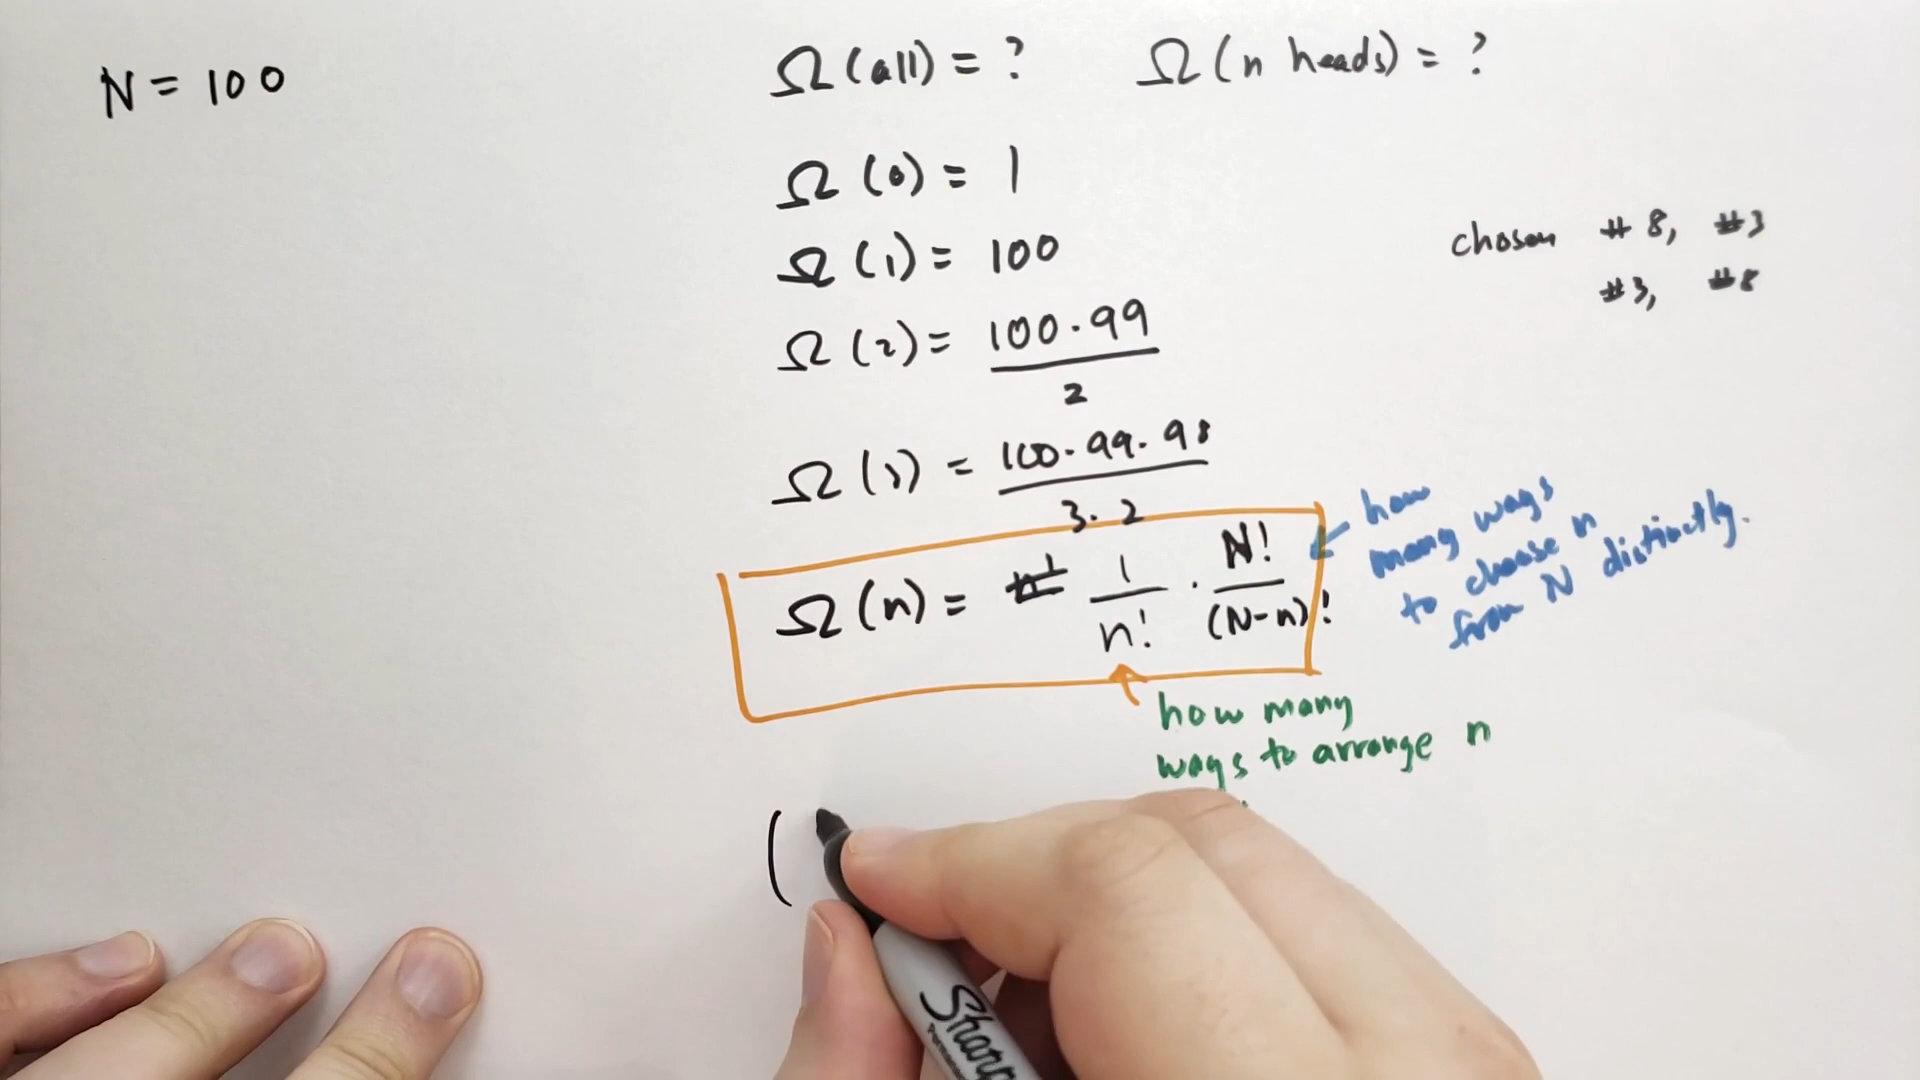 N = 100
Ω (all) = ?
Ω (n heads) = ?
Ω (0) = 1
Ω (1) = 100
chosen #8, #3
#3, #8
Ω (2) = 100·99
2
Ω (3) = 100·99·98
3·2
Ω (n) = 1/n! · N!/(N-n)!
how
many ways
to choose n
from N distinctly.
how many
ways to arrange n
(
Sharp